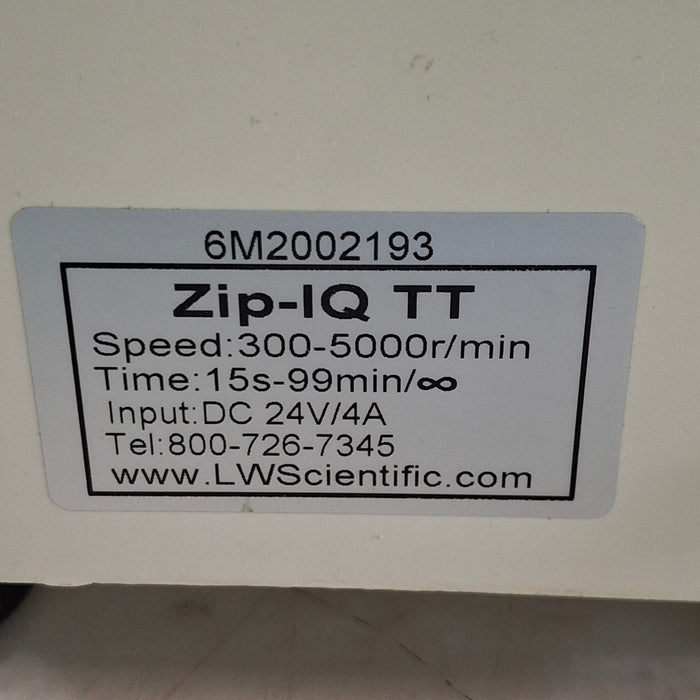 6M2002193
Zip-IQ TT
Speed:300-5000r/min
Time:15s-99min/∞
Input:DC 24V/4A
Tel:800-726-7345
www.LWScientific.com